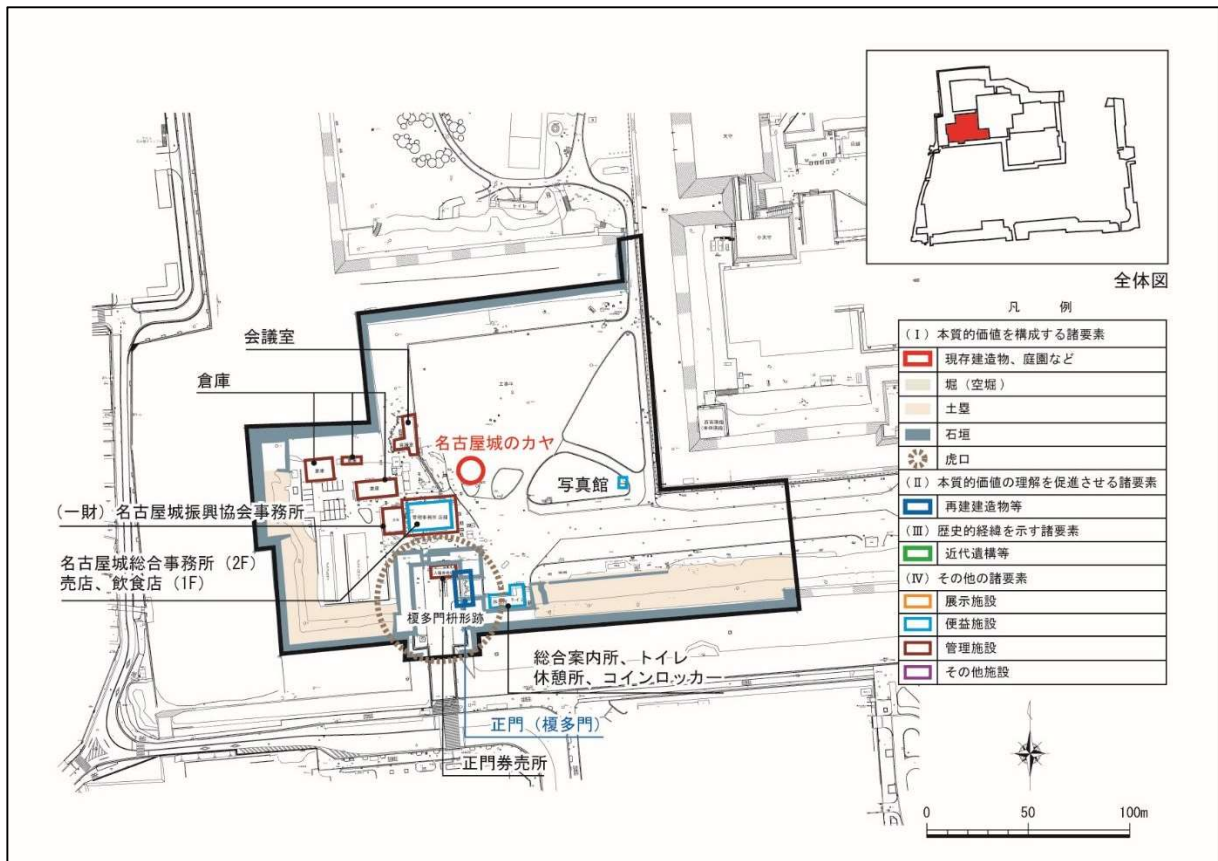 全体図
凡 例
(Ⅰ) 本質的価値を構成する諸要素
現存建造物、庭園など
堀 (空堀)
土塁
石垣
虎口
(Ⅱ) 本質的価値の理解を促進させる諸要素
再建建造物等
(Ⅲ) 歴史的経緯を示す諸要素
近代遺構等
(Ⅳ) その他の諸要素
展示施設
便益施設
管理施設
その他施設
会議室
倉庫
名古屋城のカヤ
写真館
(一財) 名古屋城振興協会事務所
名古屋城総合事務所 (2F)
売店、飲食店 (1F)
榎多門枡形跡
総合案内所、トイレ
休憩所、コインロッカー
正門 (榎多門)
正門券売所
トイレ
倉庫
倉庫
0 50 100m